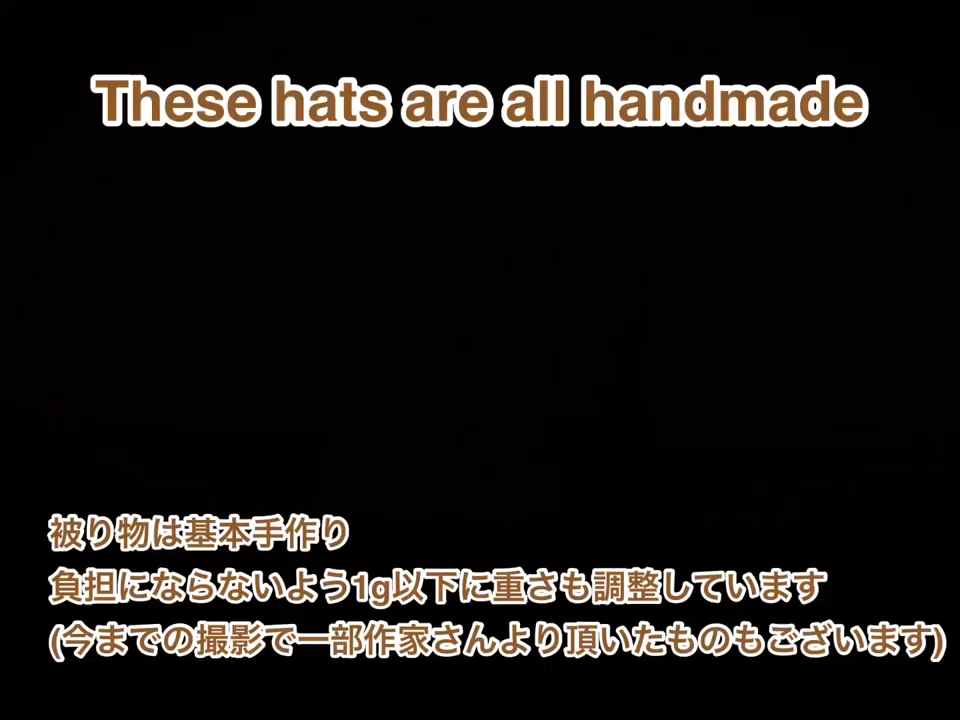 These hats are all handmade
被り物は基本手作り
負担にならないよう1g以下に重さも調整しています
(今までの撮影で一部作家さんより頂いたものもございます)